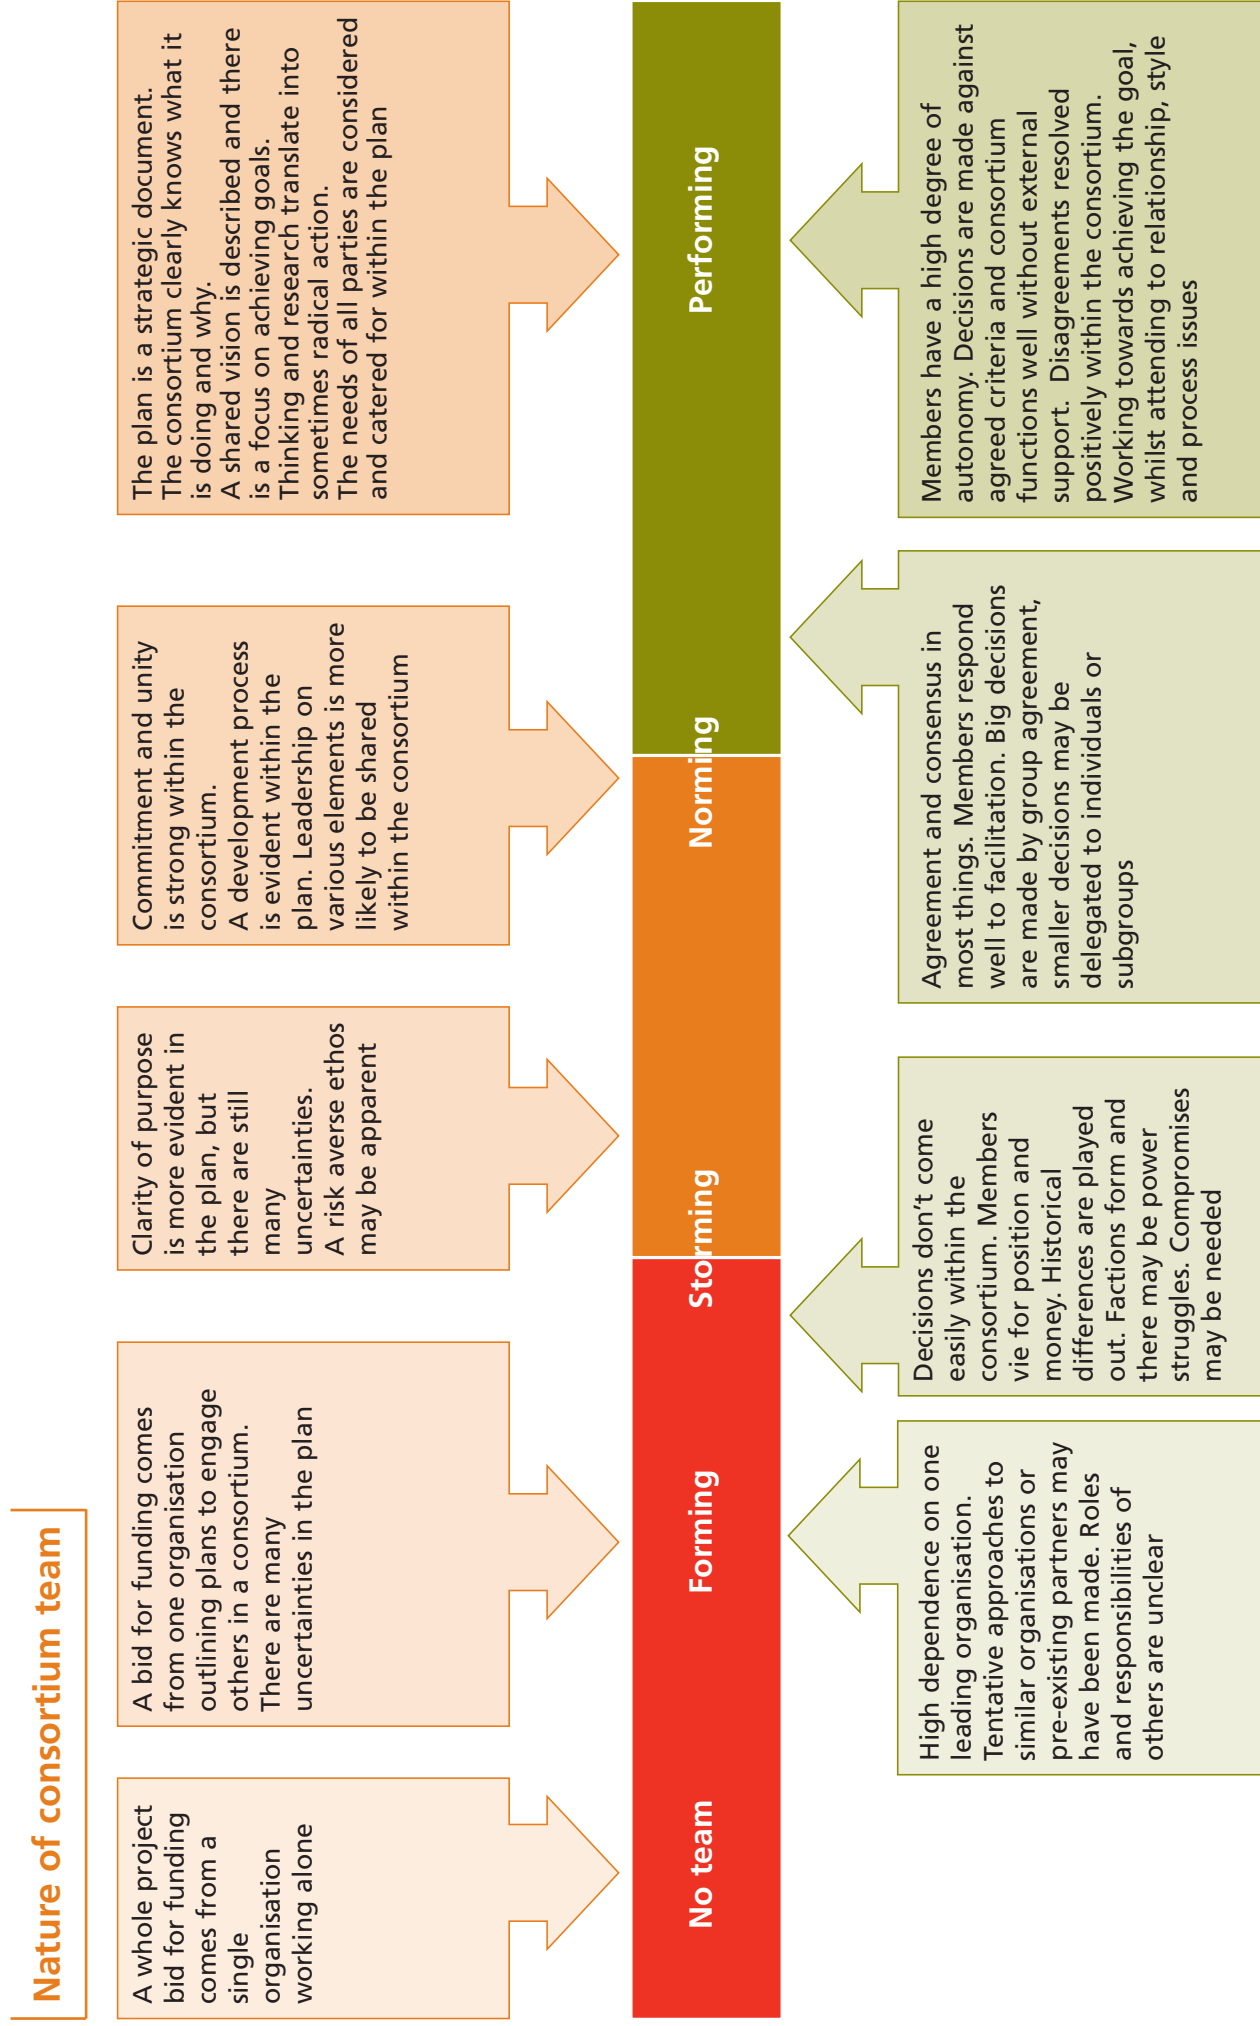 Nature of consortium team
A whole project
bid for funding
comes from a
single
organisation
working alone
A bid for funding comes
from one organisation
outlining plans to engage
others in a consortium.
There are many
uncertainties in the plan
Clarity of purpose
is more evident in
the plan, but
there are still
many
uncertainties.
A risk averse ethos
may be apparent
Commitment and unity
is strong within the
consortium.
A development process
is evident within the
plan. Leadership on
various elements is more
likely to be shared
within the consortium
The plan is a strategic document.
The consortium clearly knows what it
is doing and why.
A shared vision is described and there
is a focus on achieving goals.
Thinking and research translate into
sometimes radical action.
The needs of all parties are considered
and catered for within the plan
No team
Forming
Storming
Norming
Performing
High dependence on one
leading organisation.
Tentative approaches to
similar organisations or
pre-existing partners may
have been made. Roles
and responsibilities of
others are unclear
Decisions don't come
easily within the
consortium. Members
vie for position and
money. Historical
differences are played
out. Factions form and
there may be power
struggles. Compromises
may be needed
Agreement and consensus in
most things. Members respond
well to facilitation. Big decisions
are made by group agreement,
smaller decisions may be
delegated to individuals or
subgroups
Members have a high degree of
autonomy. Decisions are made against
agreed criteria and consortium
functions well without external
support. Disagreements resolved
positively within the consortium.
Working towards achieving the goal,
whilst attending to relationship, style
and process issues